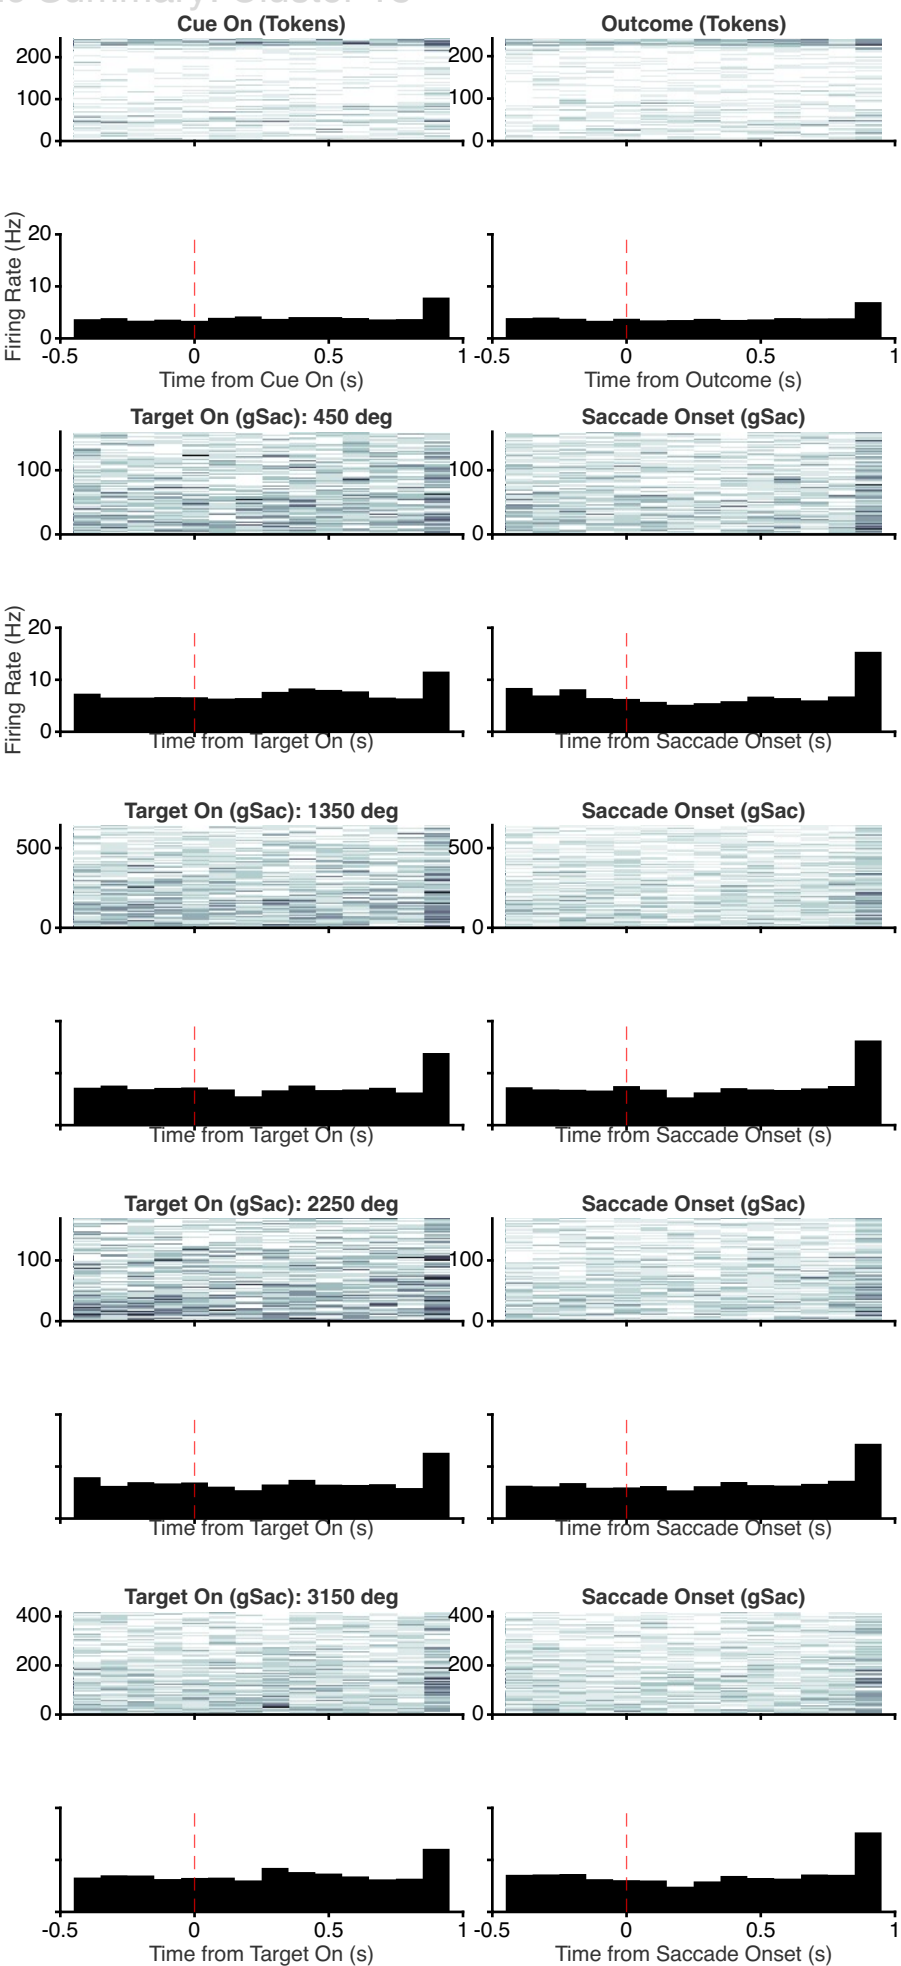 Summary: Cluster
Cue On (Tokens) Outcome (Tokens)
200 200
100 100
0 0
Firing Rate (Hz)
20
10
0
-0.5 0 0.5 1 -0.5 0 0.5 1
Time from Cue On (s) Time from Outcome (s)
Target On (gSac): 450 deg Saccade Onset (gSac)
100 100
0 0
Firing Rate (Hz)
20
10
0
Time from Target On (s) Time from Saccade Onset (s)
Target On (gSac): 1350 deg Saccade Onset (gSac)
500 500
0 0
Time from Target On (s) Time from Saccade Onset (s)
Target On (gSac): 2250 deg Saccade Onset (gSac)
100 100
0 0
Time from Target On (s) Time from Saccade Onset (s)
Target On (gSac): 3150 deg Saccade Onset (gSac)
400 400
200 200
0 0
-0.5 0 0.5 1 -0.5 0 0.5 1
Time from Target On (s) Time from Saccade Onset (s)